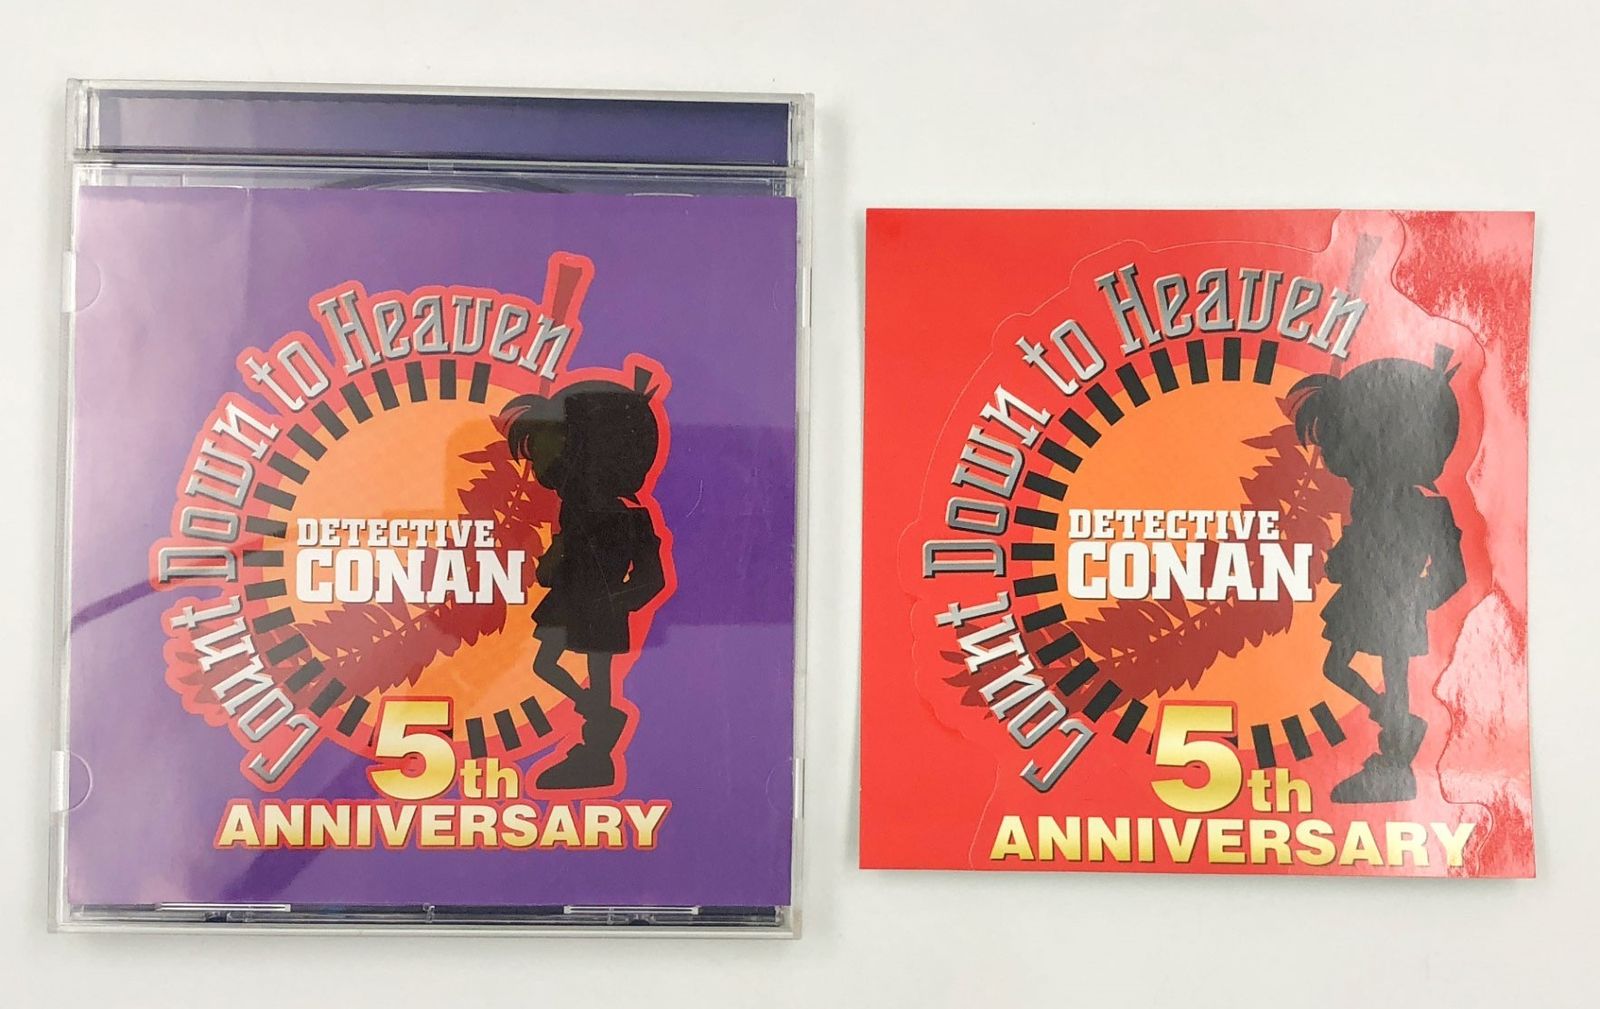 Count Down to Heaven
DETECTIVE
CONAN
5th
ANNIVERSARY
Count Down to Heaven
DETECTIVE
CONAN
5th
ANNIVERSARY